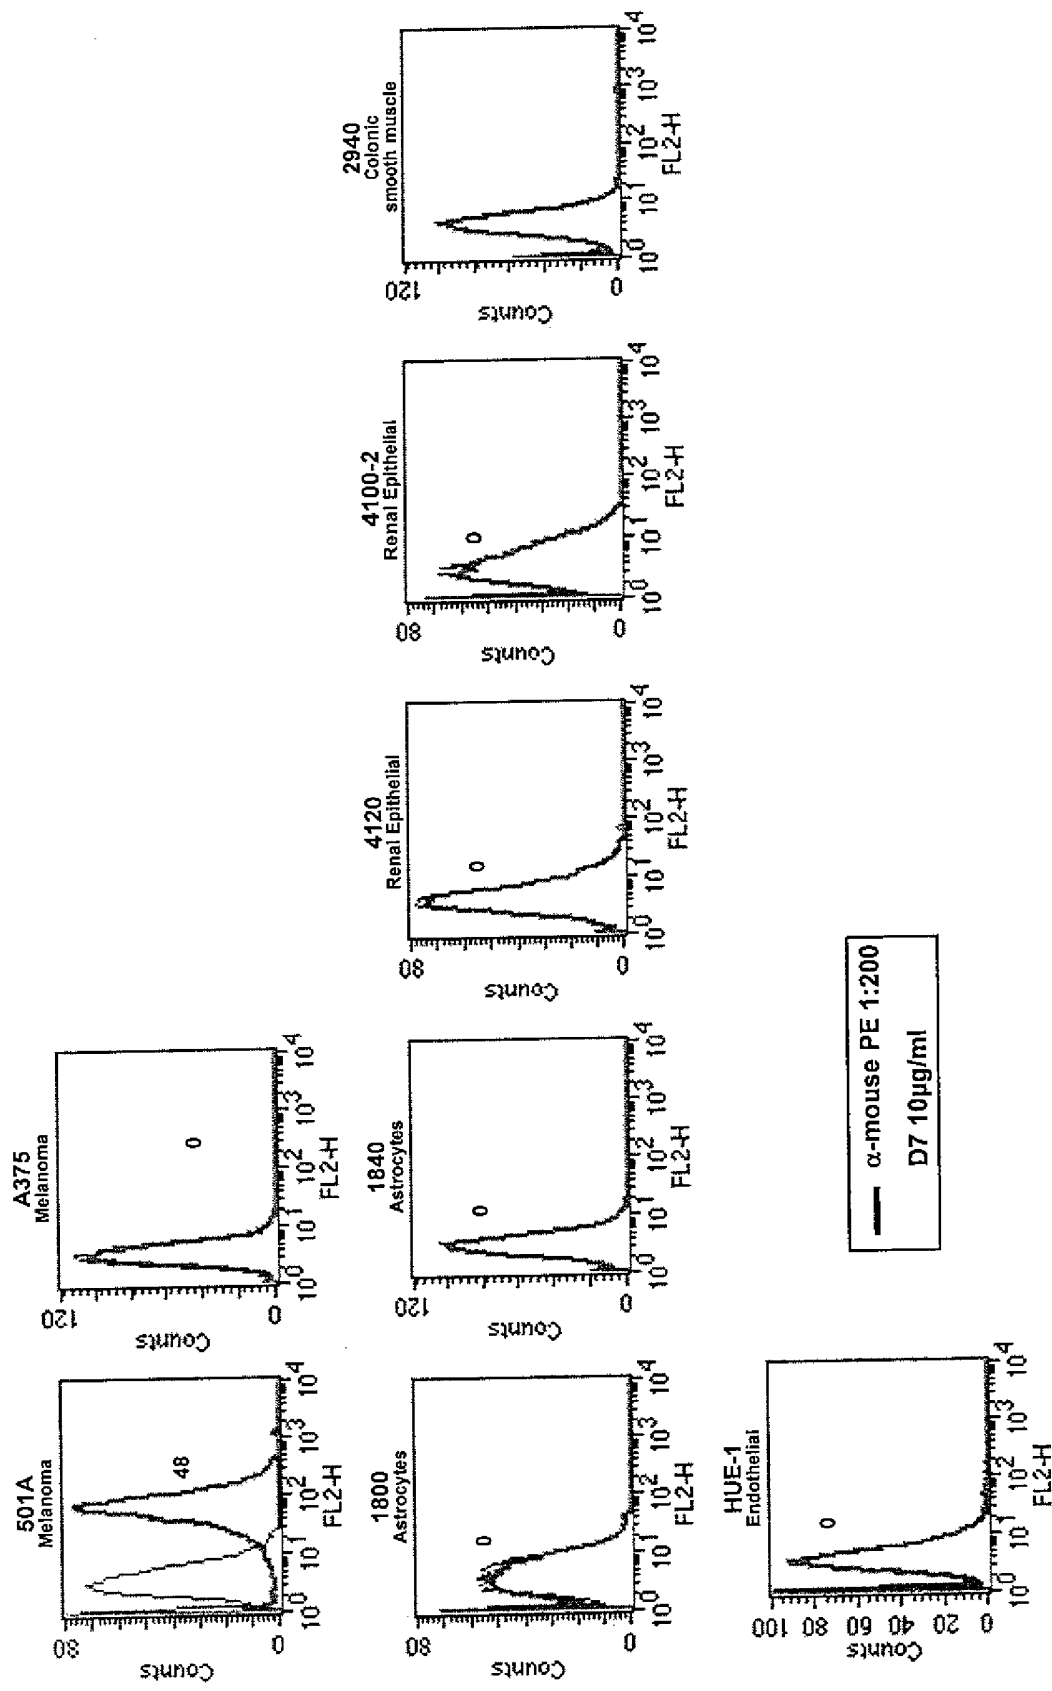 501A
Melanoma
80
0
Counts
10^0 10^1 10^2 10^3 10^4
FL2-H
48
A375
Melanoma
120
0
Counts
10^0 10^1 10^2 10^3 10^4
FL2-H
0
1800
Astrocytes
80
0
Counts
10^0 10^1 10^2 10^3 10^4
FL2-H
0
1840
Astrocytes
120
0
Counts
10^0 10^1 10^2 10^3 10^4
FL2-H
0
4120
Renal Epithelial
80
0
Counts
10^0 10^1 10^2 10^3 10^4
FL2-H
0
4100-2
Renal Epithelial
80
0
Counts
10^0 10^1 10^2 10^3 10^4
FL2-H
0
2940
Colonic
smooth muscle
120
0
Counts
10^0 10^1 10^2 10^3 10^4
FL2-H
HUE-1
Endothelial
100
80
60
40
20
0
Counts
10^0 10^1 10^2 10^3 10^4
FL2-H
0
α-mouse PE 1:200
D7 10µg/ml